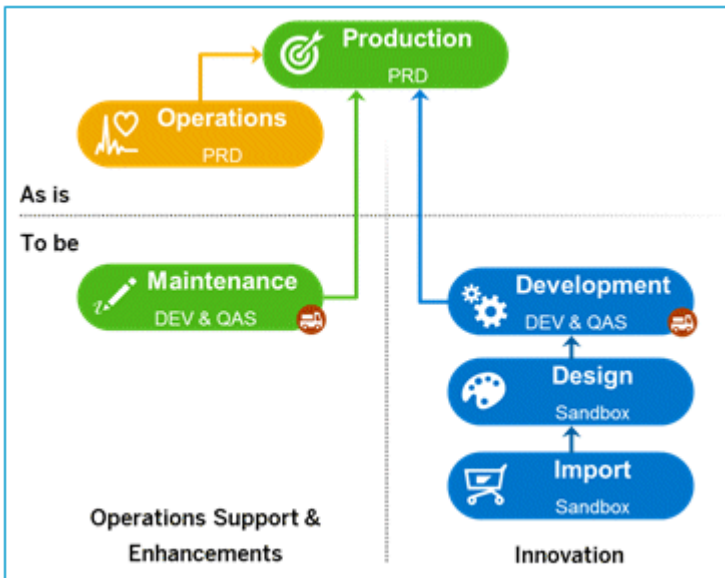 Production
PRD
Operations
PRD
As is
To be
Maintenance
DEV & QAS
Development
DEV & QAS
Design
Sandbox
Import
Sandbox
Operations Support &
Enhancements
Innovation